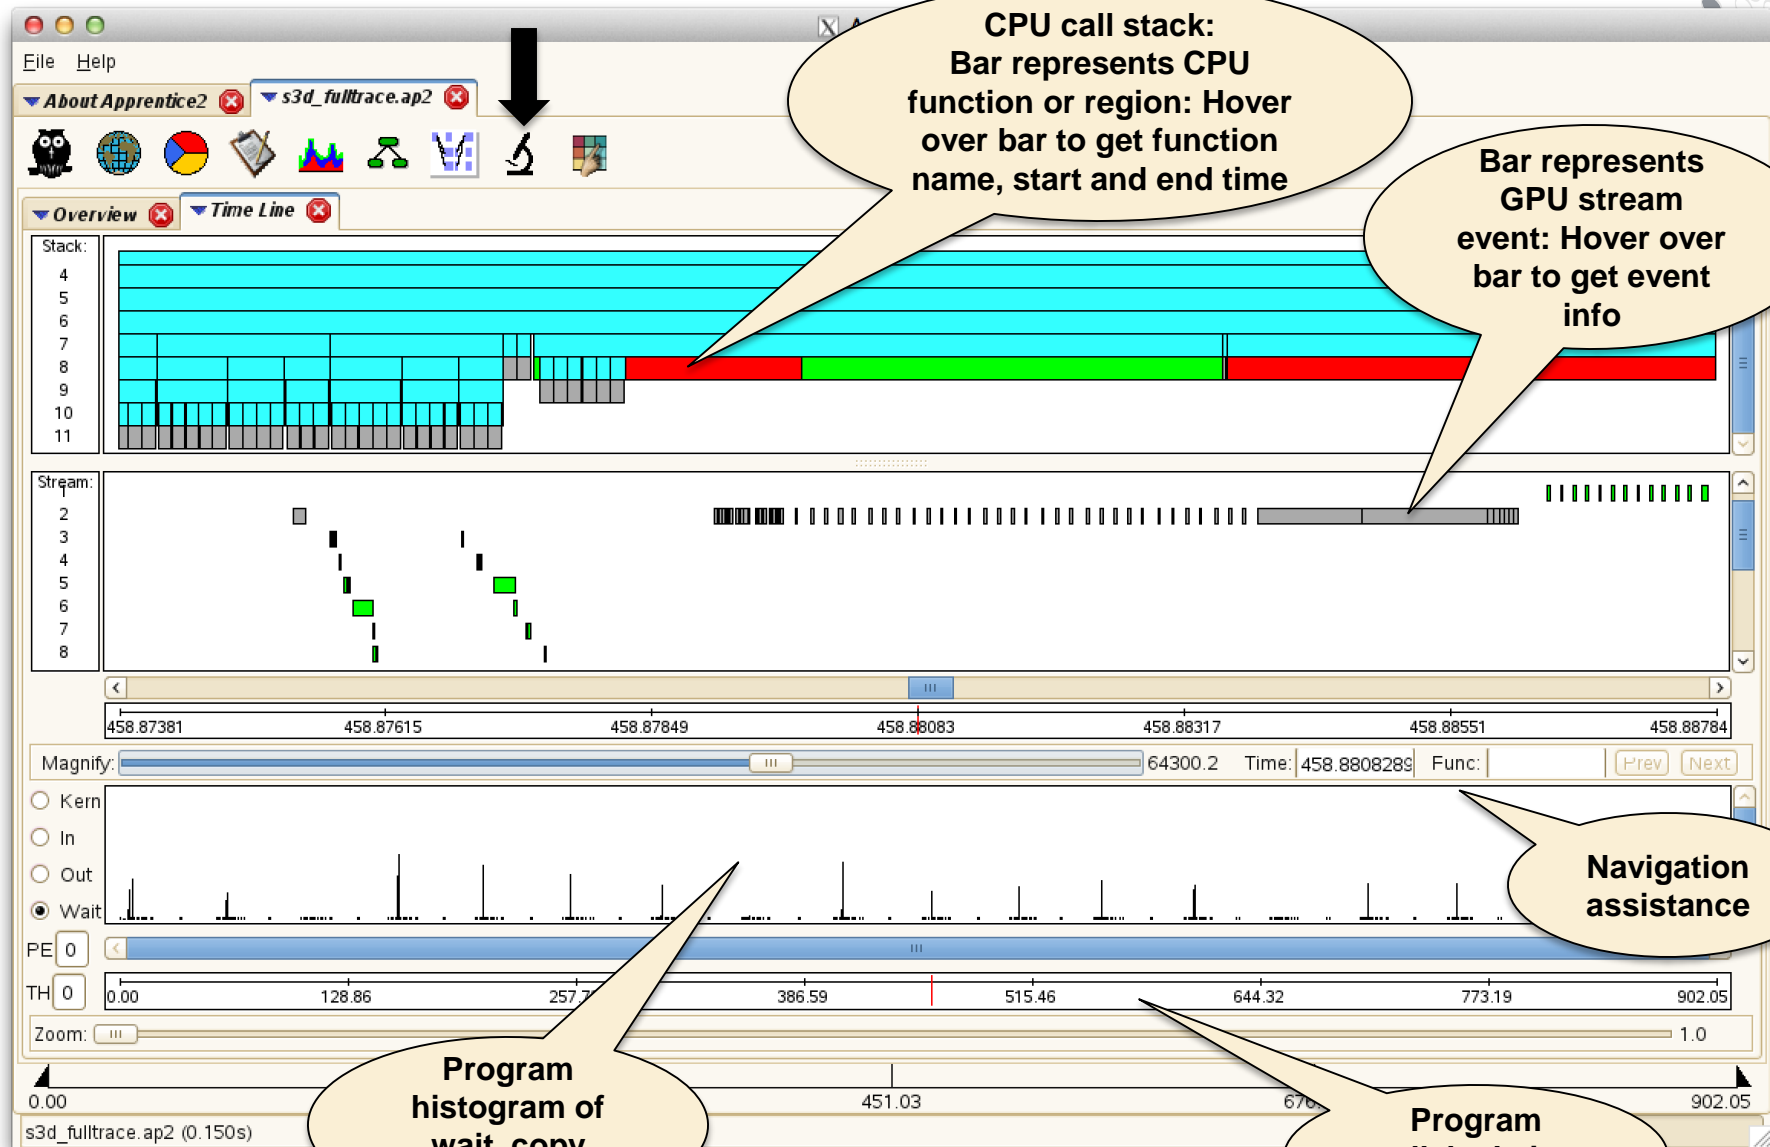 X A
File Help
About Apprentice2
s3d_fulltrace.ap2
CPU call stack:
Bar represents CPU
function or region: Hover
over bar to get function
name, start and end time
Bar represents
GPU stream
event: Hover over
bar to get event
info
Overview
Time Line
Stack:
4
5
6
7
8
9
10
11
Stream:
1
2
3
4
5
6
7
8
458.87381 458.87615 458.87849 458.88083 458.88317 458.88551 458.88784
Magnify: 64300.2 Time: 458.8808289 Func: Prev Next
Kern
In
Out
Wait
Navigation
assistance
PE 0
TH 0
0.00 128.86 257.7 386.59 515.46 644.32 773.19 902.05
Zoom: 1.0
Program
histogram of
wait, copy
Program
0.00 451.03 676. 902.05
s3d_fulltrace.ap2 (0.150s)